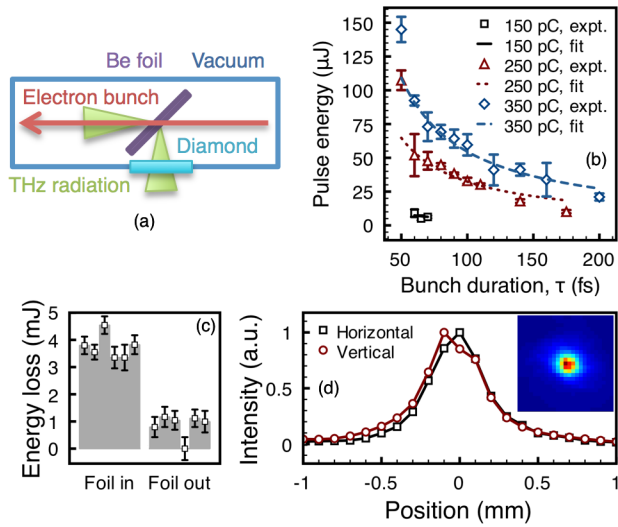 Be foil
Vacuum
Electron bunch
Diamond
THz radiation
(a)
Pulse energy (µJ)
150
125
100
75
50
25
0
150 pC, expt.
150 pC, fit
250 pC, expt.
250 pC, fit
350 pC, expt.
350 pC, fit
(b)
50
100
150
200
Bunch duration, τ (fs)
Energy loss (mJ)
5
4
3
2
1
0
(c)
Foil in
Foil out
Intensity (a.u.)
1
0.5
0
Horizontal
Vertical
(d)
-1
-0.5
0
0.5
1
Position (mm)